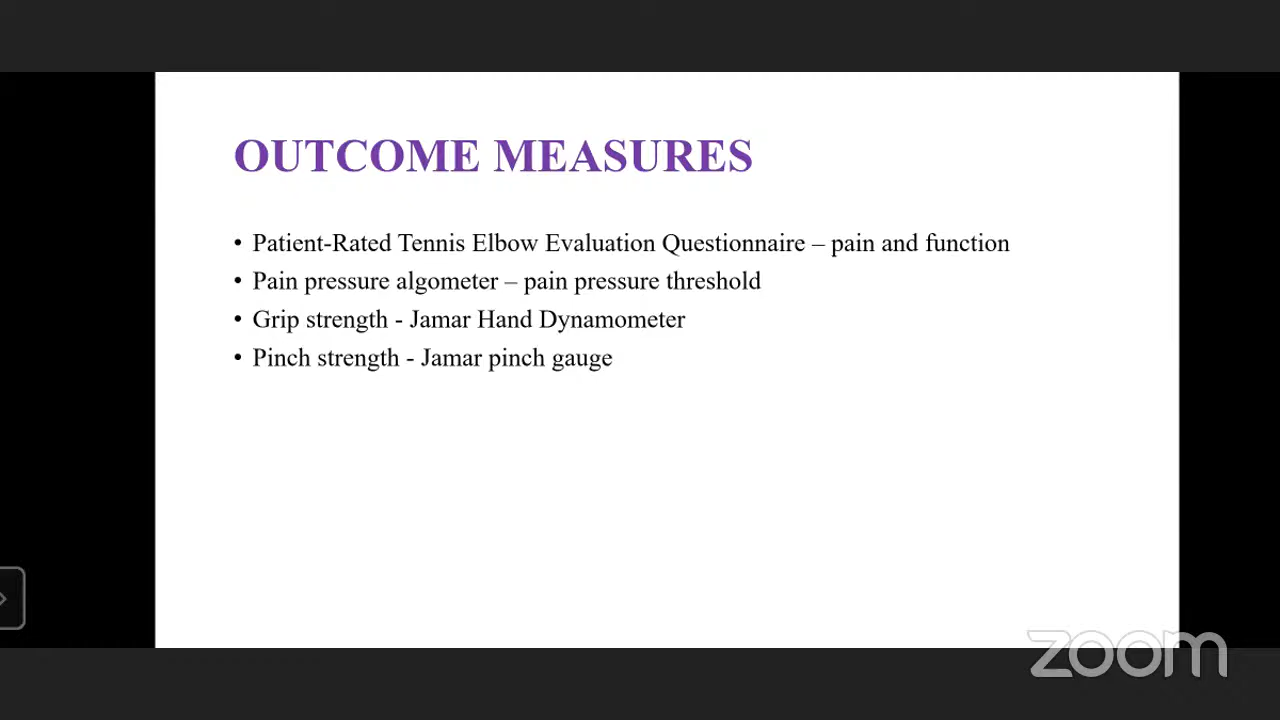 OUTCOME MEASURES
• Patient-Rated Tennis Elbow Evaluation Questionnaire – pain and function
• Pain pressure algometer – pain pressure threshold
• Grip strength - Jamar Hand Dynamometer
• Pinch strength - Jamar pinch gauge
zoom